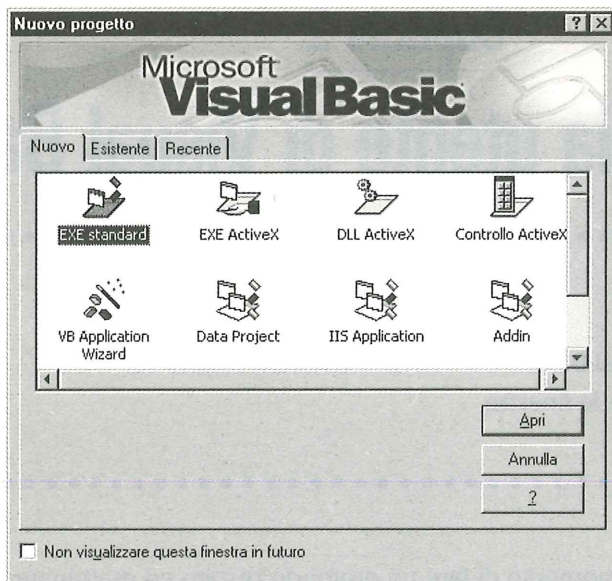 Nuovo progetto
Microsoft
Visual Basic
Nuovo
Esistente
Recente
EXE standard
EXE ActiveX
DLL ActiveX
Controllo ActiveX
VB Application
Wizard
Data Project
IIS Application
Addin
Apri
Annulla
?
Non visualizzare questa finestra in futuro